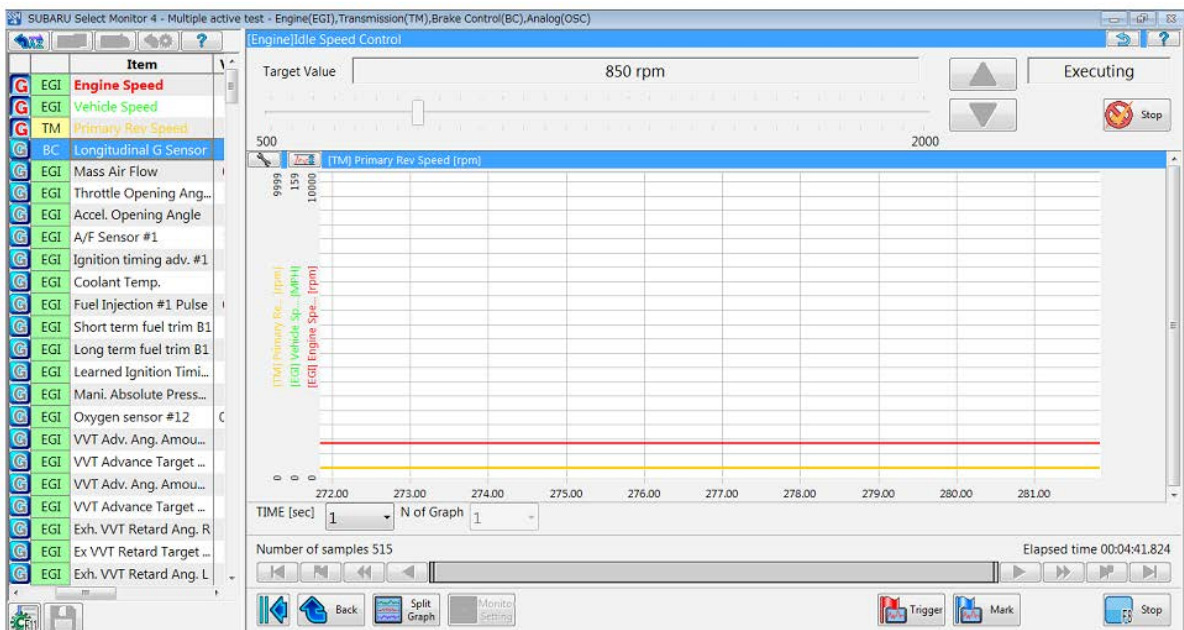 SUBARU Select Monitor 4 - Multiple active test - Engine(EGI),Transmission(TM),Brake Control(BC),Analog(OSC)
Item
G EGI Engine Speed
G EGI Vehicle Speed
G TM Primary Rev Speed
G BC Longitudinal G Sensor
G EGI Mass Air Flow
G EGI Throttle Opening Ang...
G EGI Accel. Opening Angle
G EGI A/F Sensor #1
G EGI Ignition timing adv. #1
G EGI Coolant Temp.
G EGI Fuel Injection #1 Pulse
G EGI Short term fuel trim B1
G EGI Long term fuel trim B1
G EGI Learned Ignition Timi...
G EGI Mani. Absolute Press...
G EGI Oxygen sensor #12
G EGI VVT Adv. Ang. Amou...
G EGI VVT Advance Target ...
G EGI VVT Adv. Ang. Amou...
G EGI VVT Advance Target ...
G EGI Exh. VVT Retard Ang. R
G EGI Ex VVT Retard Target ...
G EGI Exh. VVT Retard Ang. L
[Engine]Idle Speed Control
?
?
Target Value 850 rpm
Executing
Stop
500 2000
[TM] Primary Rev Speed [rpm]
9999 159 10000
[TM] Primary Re... [rpm]
[EGI] Vehicle Sp... [MPH]
[EGI] Engine Spe... [rpm]
0 0 0
272.00 273.00 274.00 275.00 276.00 277.00 278.00 279.00 280.00 281.00
TIME [sec] 1 N of Graph 1
Number of samples 515 Elapsed time 00:04:41.824
Back
Split Graph
Monitor Setting
Trigger
Mark
F8 Stop
F11